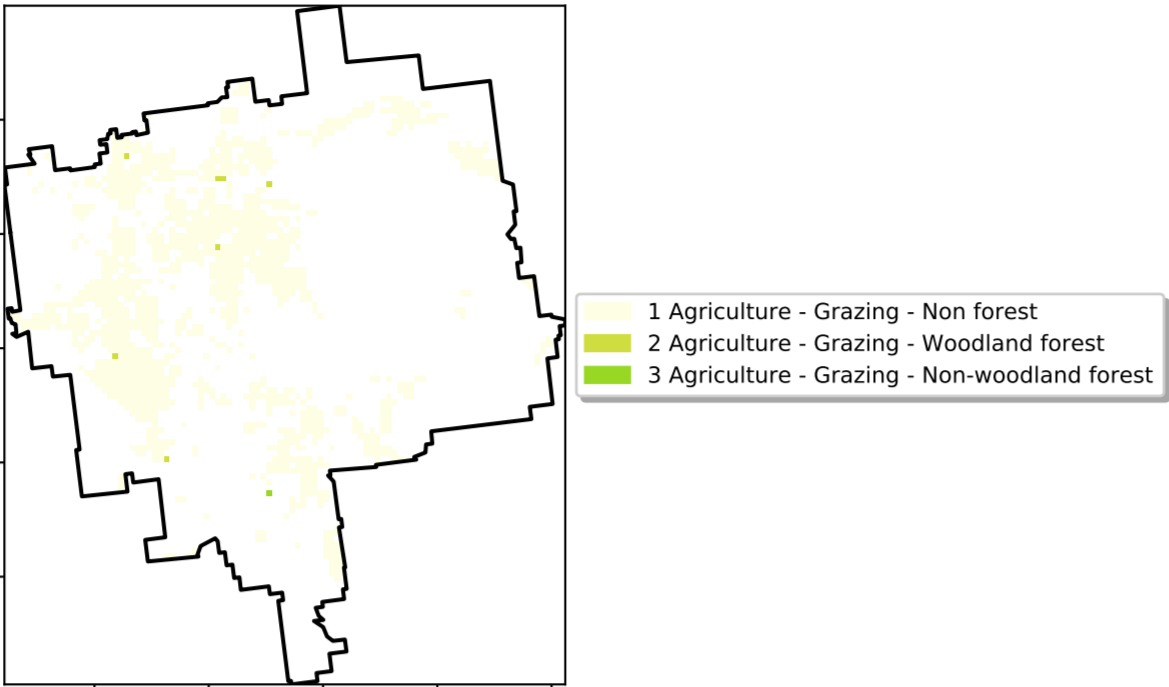 1 Agriculture - Grazing - Non forest
2 Agriculture - Grazing - Woodland forest
3 Agriculture - Grazing - Non-woodland forest